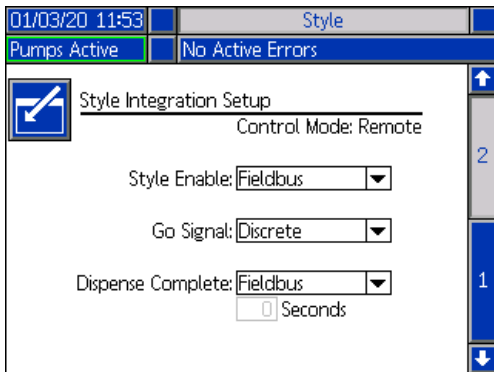 01/03/20 11:53 Style
Pumps Active No Active Errors
Style Integration Setup
Control Mode: Remote
2
Style Enable: Fieldbus
Go Signal: Discrete
Dispense Complete: Fieldbus
1
0 Seconds